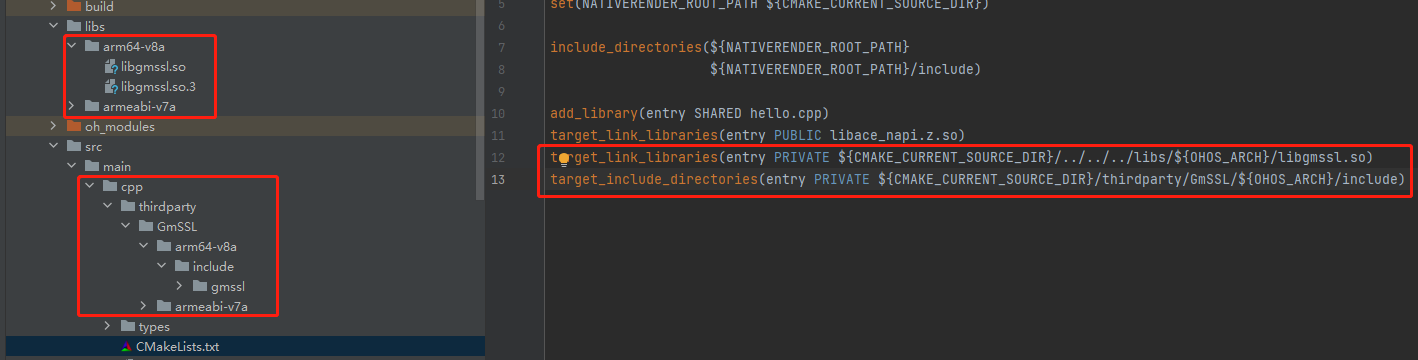 build
libs
arm64-v8a
libgmssl.so
libgmssl.so.3
armeabi-v7a
oh_modules
src
main
cpp
thirdparty
GmSSL
arm64-v8a
include
gmssl
armeabi-v7a
types
CMakeLists.txt
5 set(NATIVERENDER_ROOT_PATH ${CMAKE_CURRENT_SOURCE_DIR})
6
7 include_directories(${NATIVERENDER_ROOT_PATH}
8 ${NATIVERENDER_ROOT_PATH}/include)
9
10 add_library(entry SHARED hello.cpp)
11 target_link_libraries(entry PUBLIC libace_napi.z.so)
12 target_link_libraries(entry PRIVATE ${CMAKE_CURRENT_SOURCE_DIR}/../../../libs/${OHOS_ARCH}/libgmssl.so)
13 target_include_directories(entry PRIVATE ${CMAKE_CURRENT_SOURCE_DIR}/thirdparty/GmSSL/${OHOS_ARCH}/include)